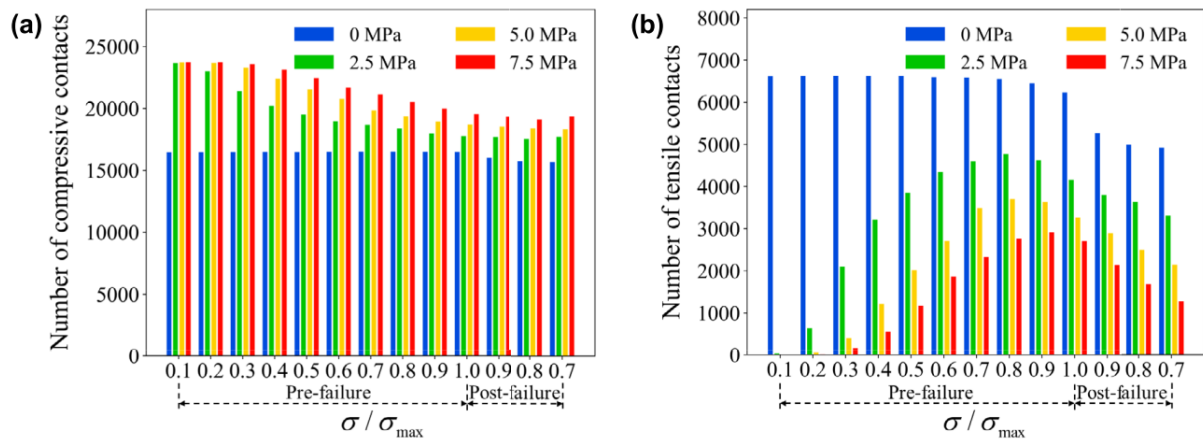 (a)
0 MPa
5.0 MPa
2.5 MPa
7.5 MPa
Number of compressive contacts
25000
20000
15000
10000
5000
0
0.1 0.2 0.3 0.4 0.5 0.6 0.7 0.8 0.9 1.0 0.9 0.8 0.7
Pre-failure Post-failure
σ / σmax
(b)
0 MPa
5.0 MPa
2.5 MPa
7.5 MPa
Number of tensile contacts
8000
7000
6000
5000
4000
3000
2000
1000
0
0.1 0.2 0.3 0.4 0.5 0.6 0.7 0.8 0.9 1.0 0.9 0.8 0.7
Pre-failure Post-failure
σ / σmax